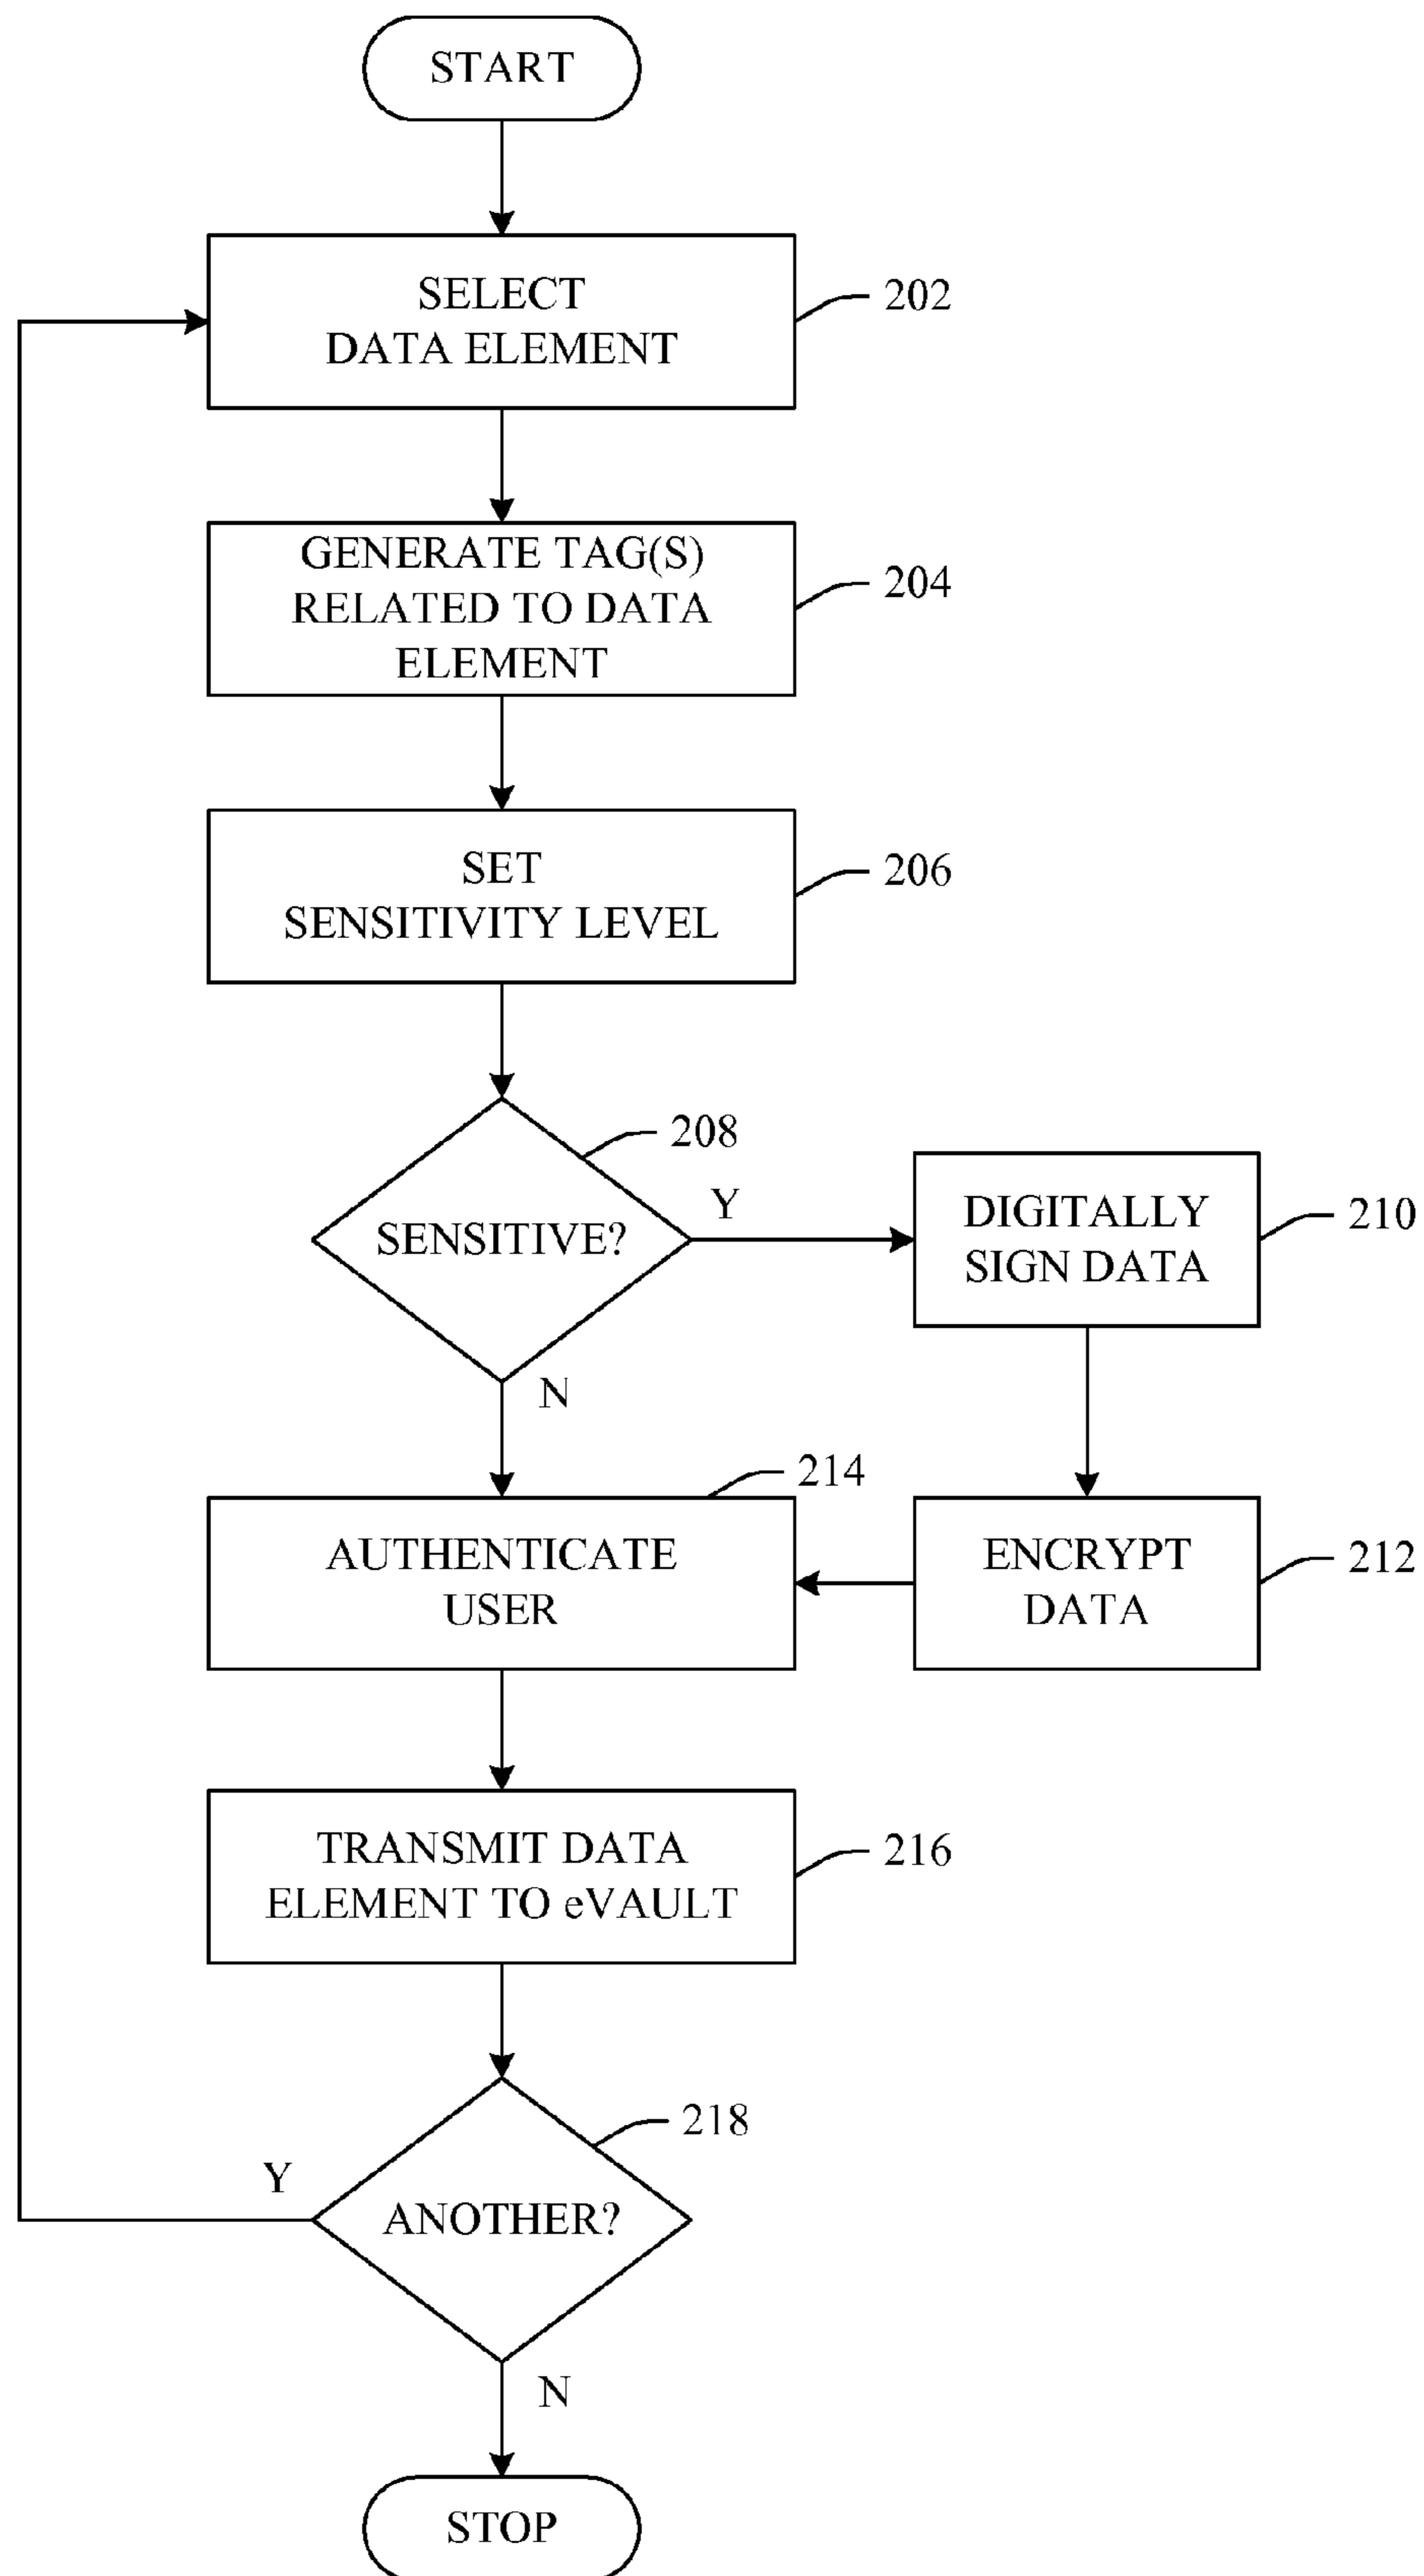 START
SELECT
DATA ELEMENT
202
GENERATE TAG(S)
RELATED TO DATA
ELEMENT
204
SET
SENSITIVITY LEVEL
206
208
SENSITIVE?
Y
N
DIGITALLY
SIGN DATA
210
ENCRYPT
DATA
212
214
AUTHENTICATE
USER
TRANSMIT DATA
ELEMENT TO eVAULT
216
218
ANOTHER?
Y
N
STOP